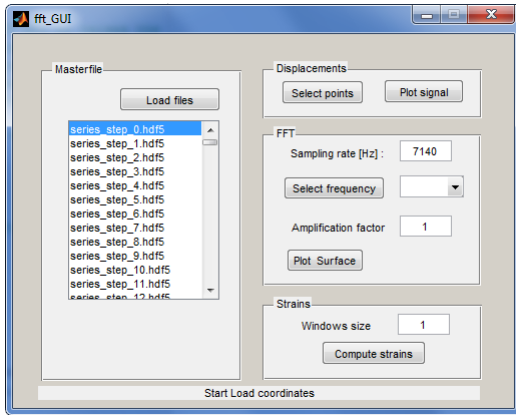 fft_GUI
Masterfile
Load files
series_step_0.hdf5
series_step_1.hdf5
series_step_2.hdf5
series_step_3.hdf5
series_step_4.hdf5
series_step_5.hdf5
series_step_6.hdf5
series_step_7.hdf5
series_step_8.hdf5
series_step_9.hdf5
series_step_10.hdf5
series_step_11.hdf5
series_step_12.hdf5
Displacements
Select points Plot signal
FFT
Sampling rate [Hz] : 7140
Select frequency
Amplification factor 1
Plot Surface
Strains
Windows size 1
Compute strains
Start Load coordinates